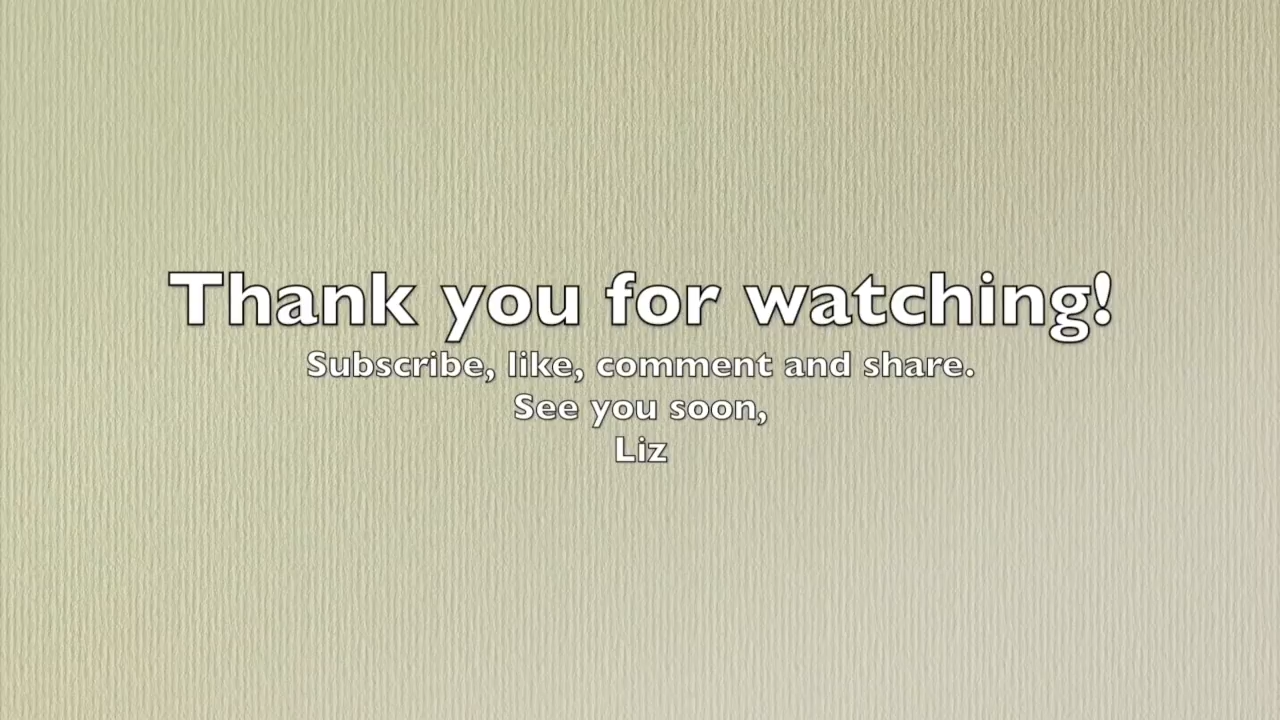 Thank you for watching!
Subscribe, like, comment and share.
See you soon,
Liz